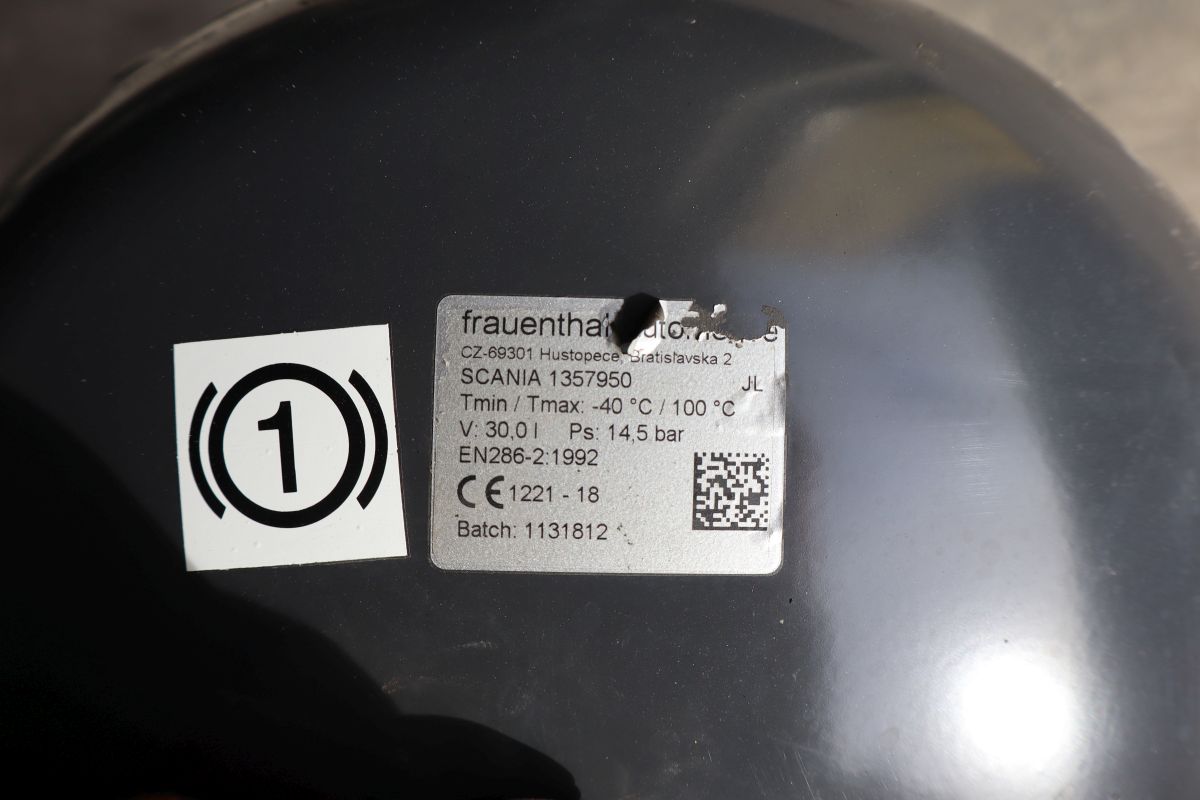 1
frauenthal
CZ-69301 Hustopece, Bratislavska 2
SCANIA 1357950 JL
Tmin / Tmax: -40 °C / 100 °C
V: 30,0 l Ps: 14,5 bar
EN286-2:1992
CE 1221 - 18
Batch: 1131812